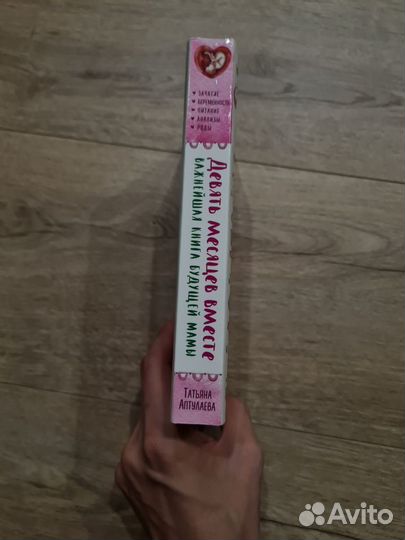 ЗАЧАТИЕ
БЕРЕМЕННОСТЬ
ПИТАНИЕ
АНАЛИЗЫ
РОДЫ
Девять месяцев вместе
ВАЖНЕЙШАЯ КНИГА БУДУЩЕЙ МАМЫ
ТАТЬЯНА
АПТУЛАЕВА
Avito